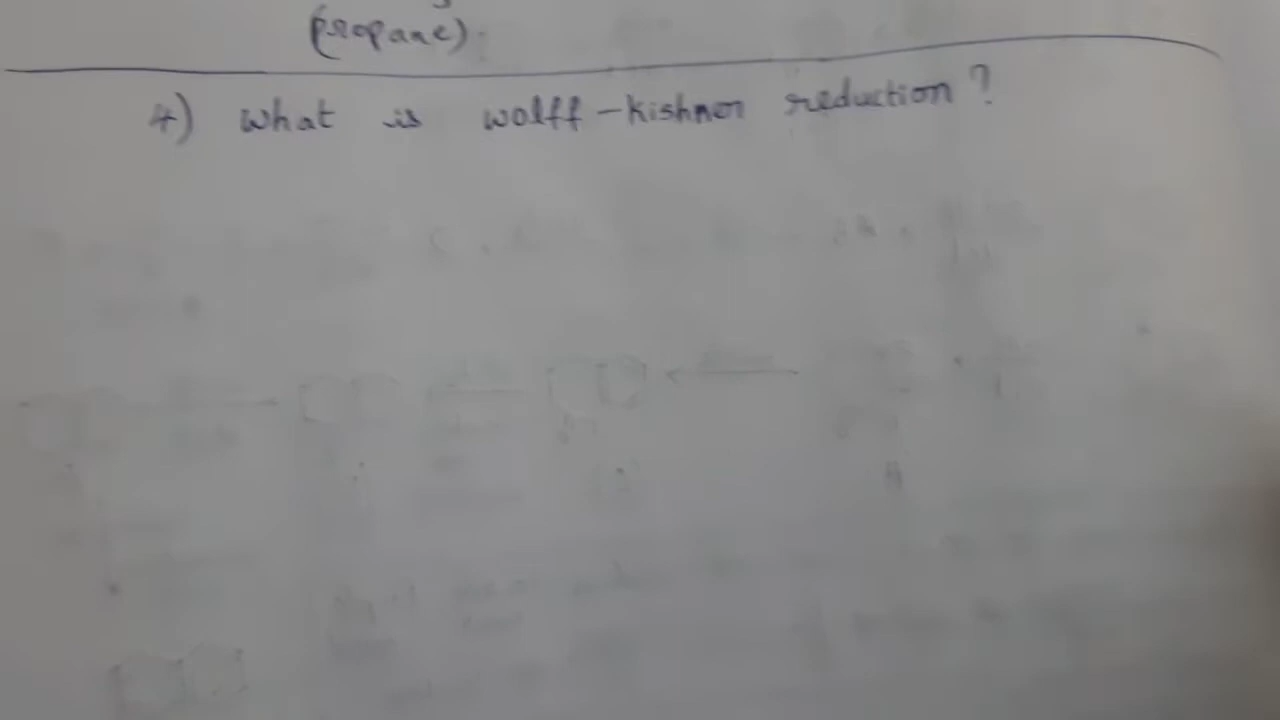 (propane).
4) what is wolff-kishner reduction?